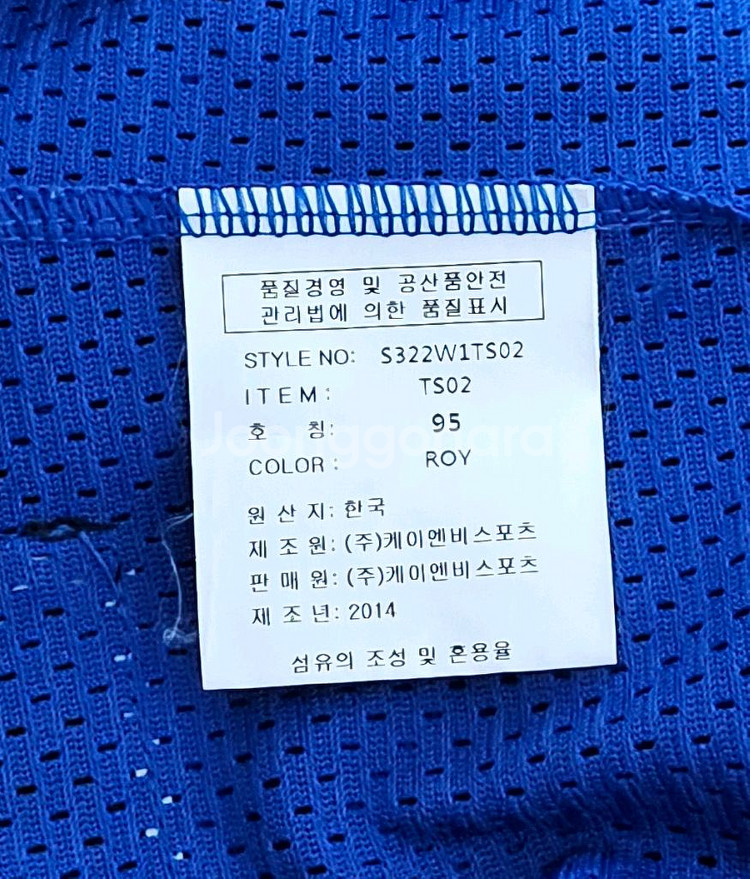 품질경영 및 공산품안전
관리법에 의한 품질표시
STYLE NO: S322W1TS02
ITEM: TS02
호 칭: 95
Joonggonara
COLOR: ROY
원 산 지: 한국
제 조 원: (주)케이엔비스포츠
판 매 원: (주)케이엔비스포츠
제 조 년: 2014
섬유의 조성 및 혼용율